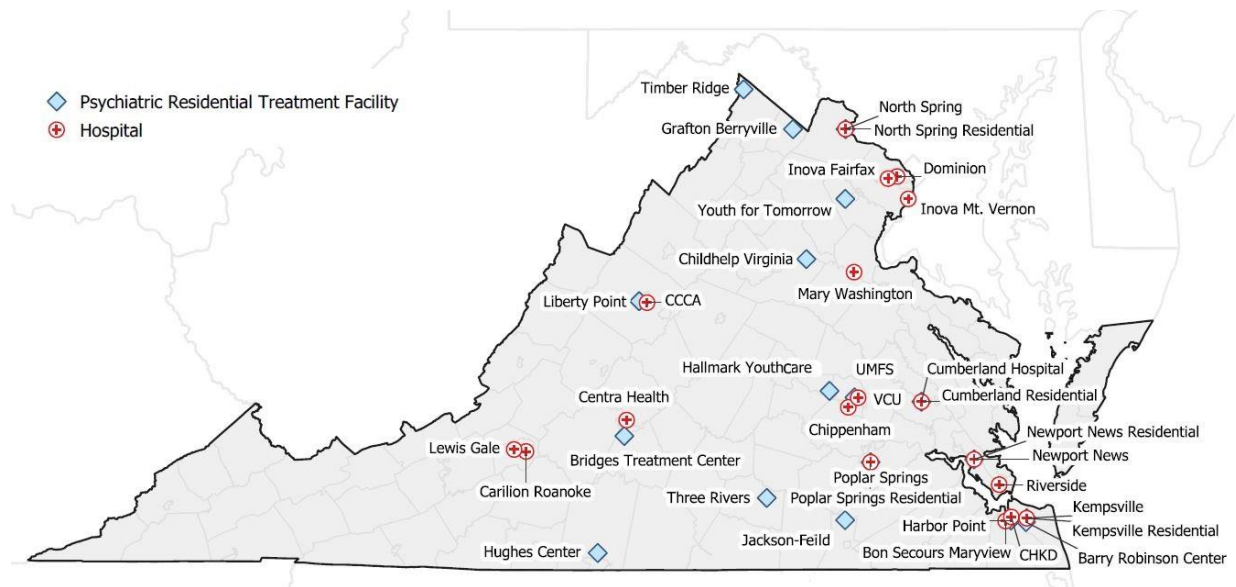 Psychiatric Residential Treatment Facility
Hospital
Timber Ridge
Grafton Berryville
North Spring
North Spring Residential
Inova Fairfax
Dominion
Youth for Tomorrow
Inova Mt. Vernon
Childhelp Virginia
Mary Washington
Liberty Point
CCCA
Hallmark Youthcare
UMFS
Cumberland Hospital
Centra Health
VCU
Cumberland Residential
Chippenham
Newport News Residential
Lewis Gale
Bridges Treatment Center
Newport News
Poplar Springs
Carilion Roanoke
Riverside
Three Rivers
Poplar Springs Residential
Kempsville
Harbor Point
Kempsville Residential
Jackson-Feild
Hughes Center
Bon Secours Maryview
CHKD
Barry Robinson Center